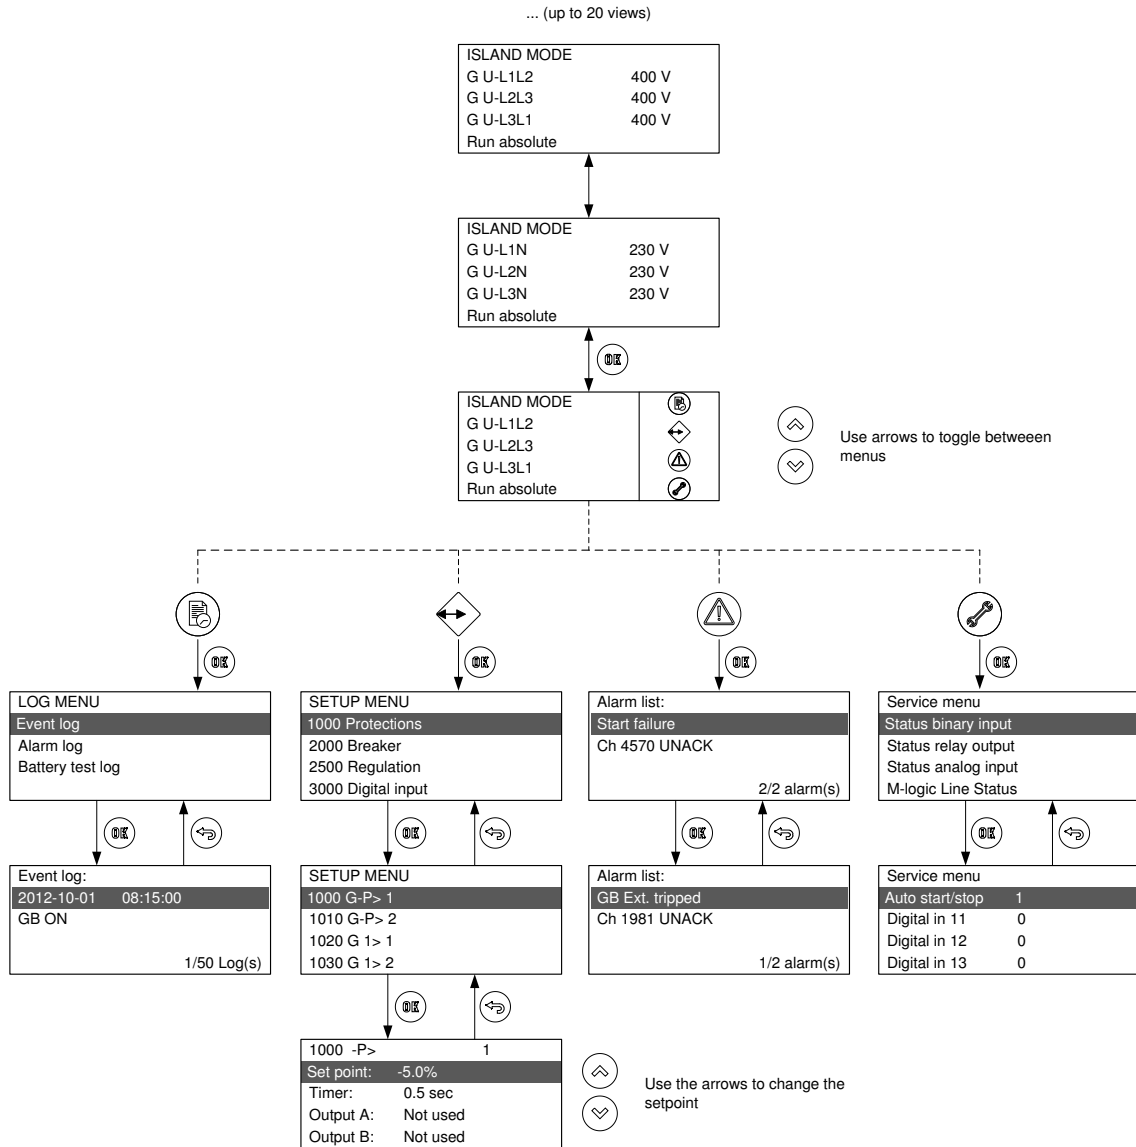 ... (up to 20 views)
ISLAND MODE
G U-L1L2 400 V
G U-L2L3 400 V
G U-L3L1 400 V
Run absolute
ISLAND MODE
G U-L1N 230 V
G U-L2N 230 V
G U-L3N 230 V
Run absolute
OK
ISLAND MODE
G U-L1L2
G U-L2L3
G U-L3L1
Run absolute
Use arrows to toggle betweeen
menus
OK
OK
OK
OK
LOG MENU
Event log
Alarm log
Battery test log
SETUP MENU
1000 Protections
2000 Breaker
2500 Regulation
3000 Digital input
Alarm list:
Start failure
Ch 4570 UNACK
2/2 alarm(s)
Service menu
Status binary input
Status relay output
Status analog input
M-logic Line Status
OK
OK
OK
OK
Event log:
2012-10-01 08:15:00
GB ON
1/50 Log(s)
SETUP MENU
1000 G-P> 1
1010 G-P> 2
1020 G 1> 1
1030 G 1> 2
Alarm list:
GB Ext. tripped
Ch 1981 UNACK
1/2 alarm(s)
Service menu
Auto start/stop 1
Digital in 11 0
Digital in 12 0
Digital in 13 0
OK
1000 -P> 1
Set point: -5.0%
Timer: 0.5 sec
Output A: Not used
Output B: Not used
Use the arrows to change the
setpoint